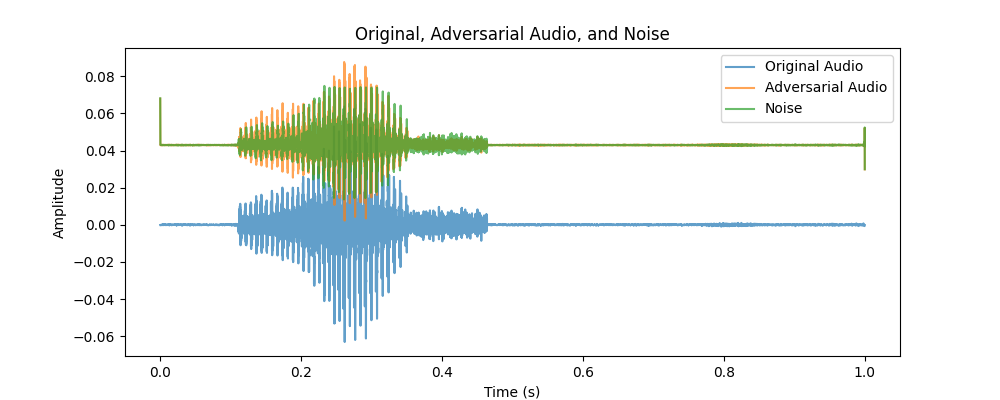 Original, Adversarial Audio, and Noise
Original Audio
Adversarial Audio
Noise
Amplitude
0.08
0.06
0.04
0.02
0.00
−0.02
−0.04
−0.06
0.0 0.2 0.4 0.6 0.8 1.0
Time (s)